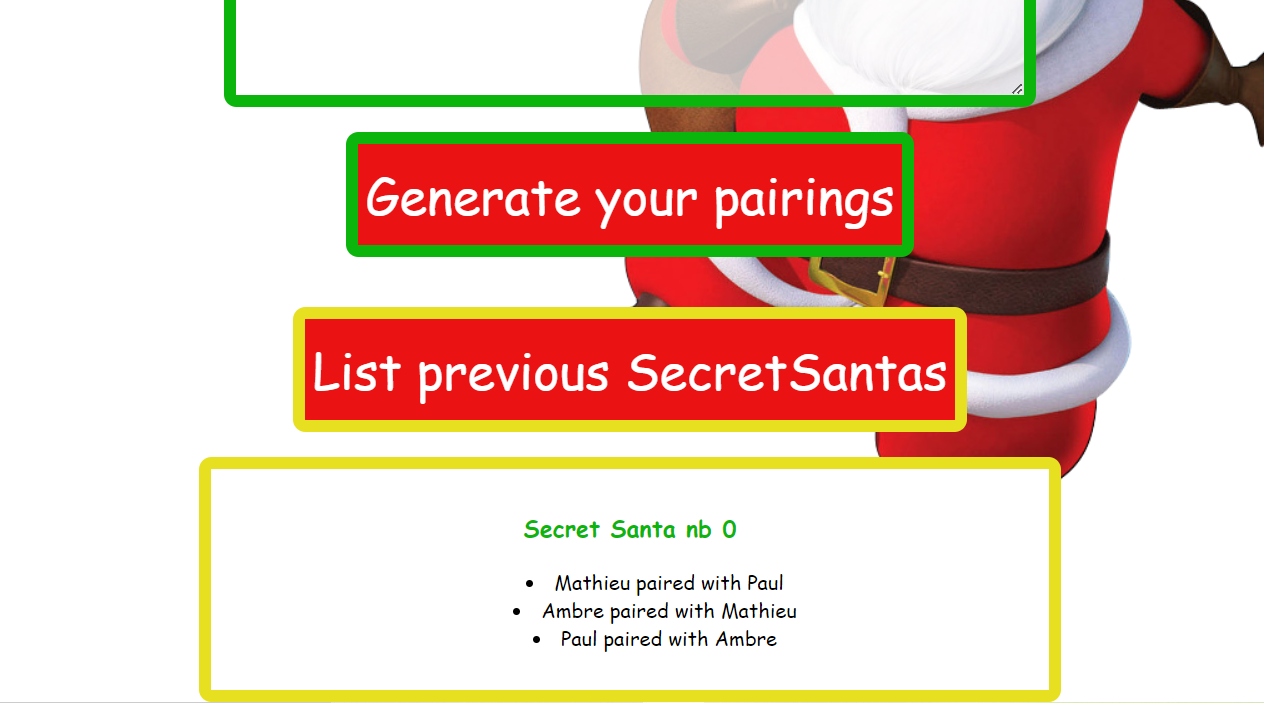 Generate your pairings
List previous SecretSantas
Secret Santa nb 0
Mathieu paired with Paul
Ambre paired with Mathieu
Paul paired with Ambre